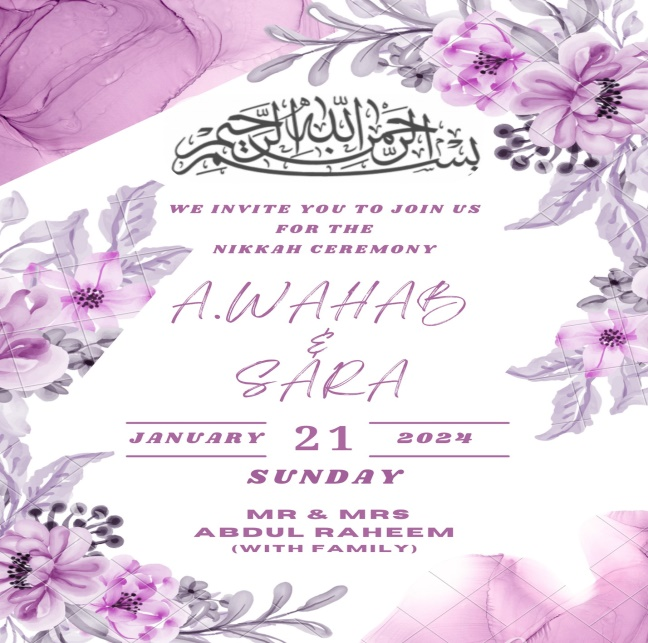 بسم الله الرحمن الرحيم
WE INVITE YOU TO JOIN US
FOR THE
NIKKAH CEREMONY
A.WAHAB
&
SARA
JANUARY 21 2024
SUNDAY
MR & MRS
ABDUL RAHEEM
(WITH FAMILY)